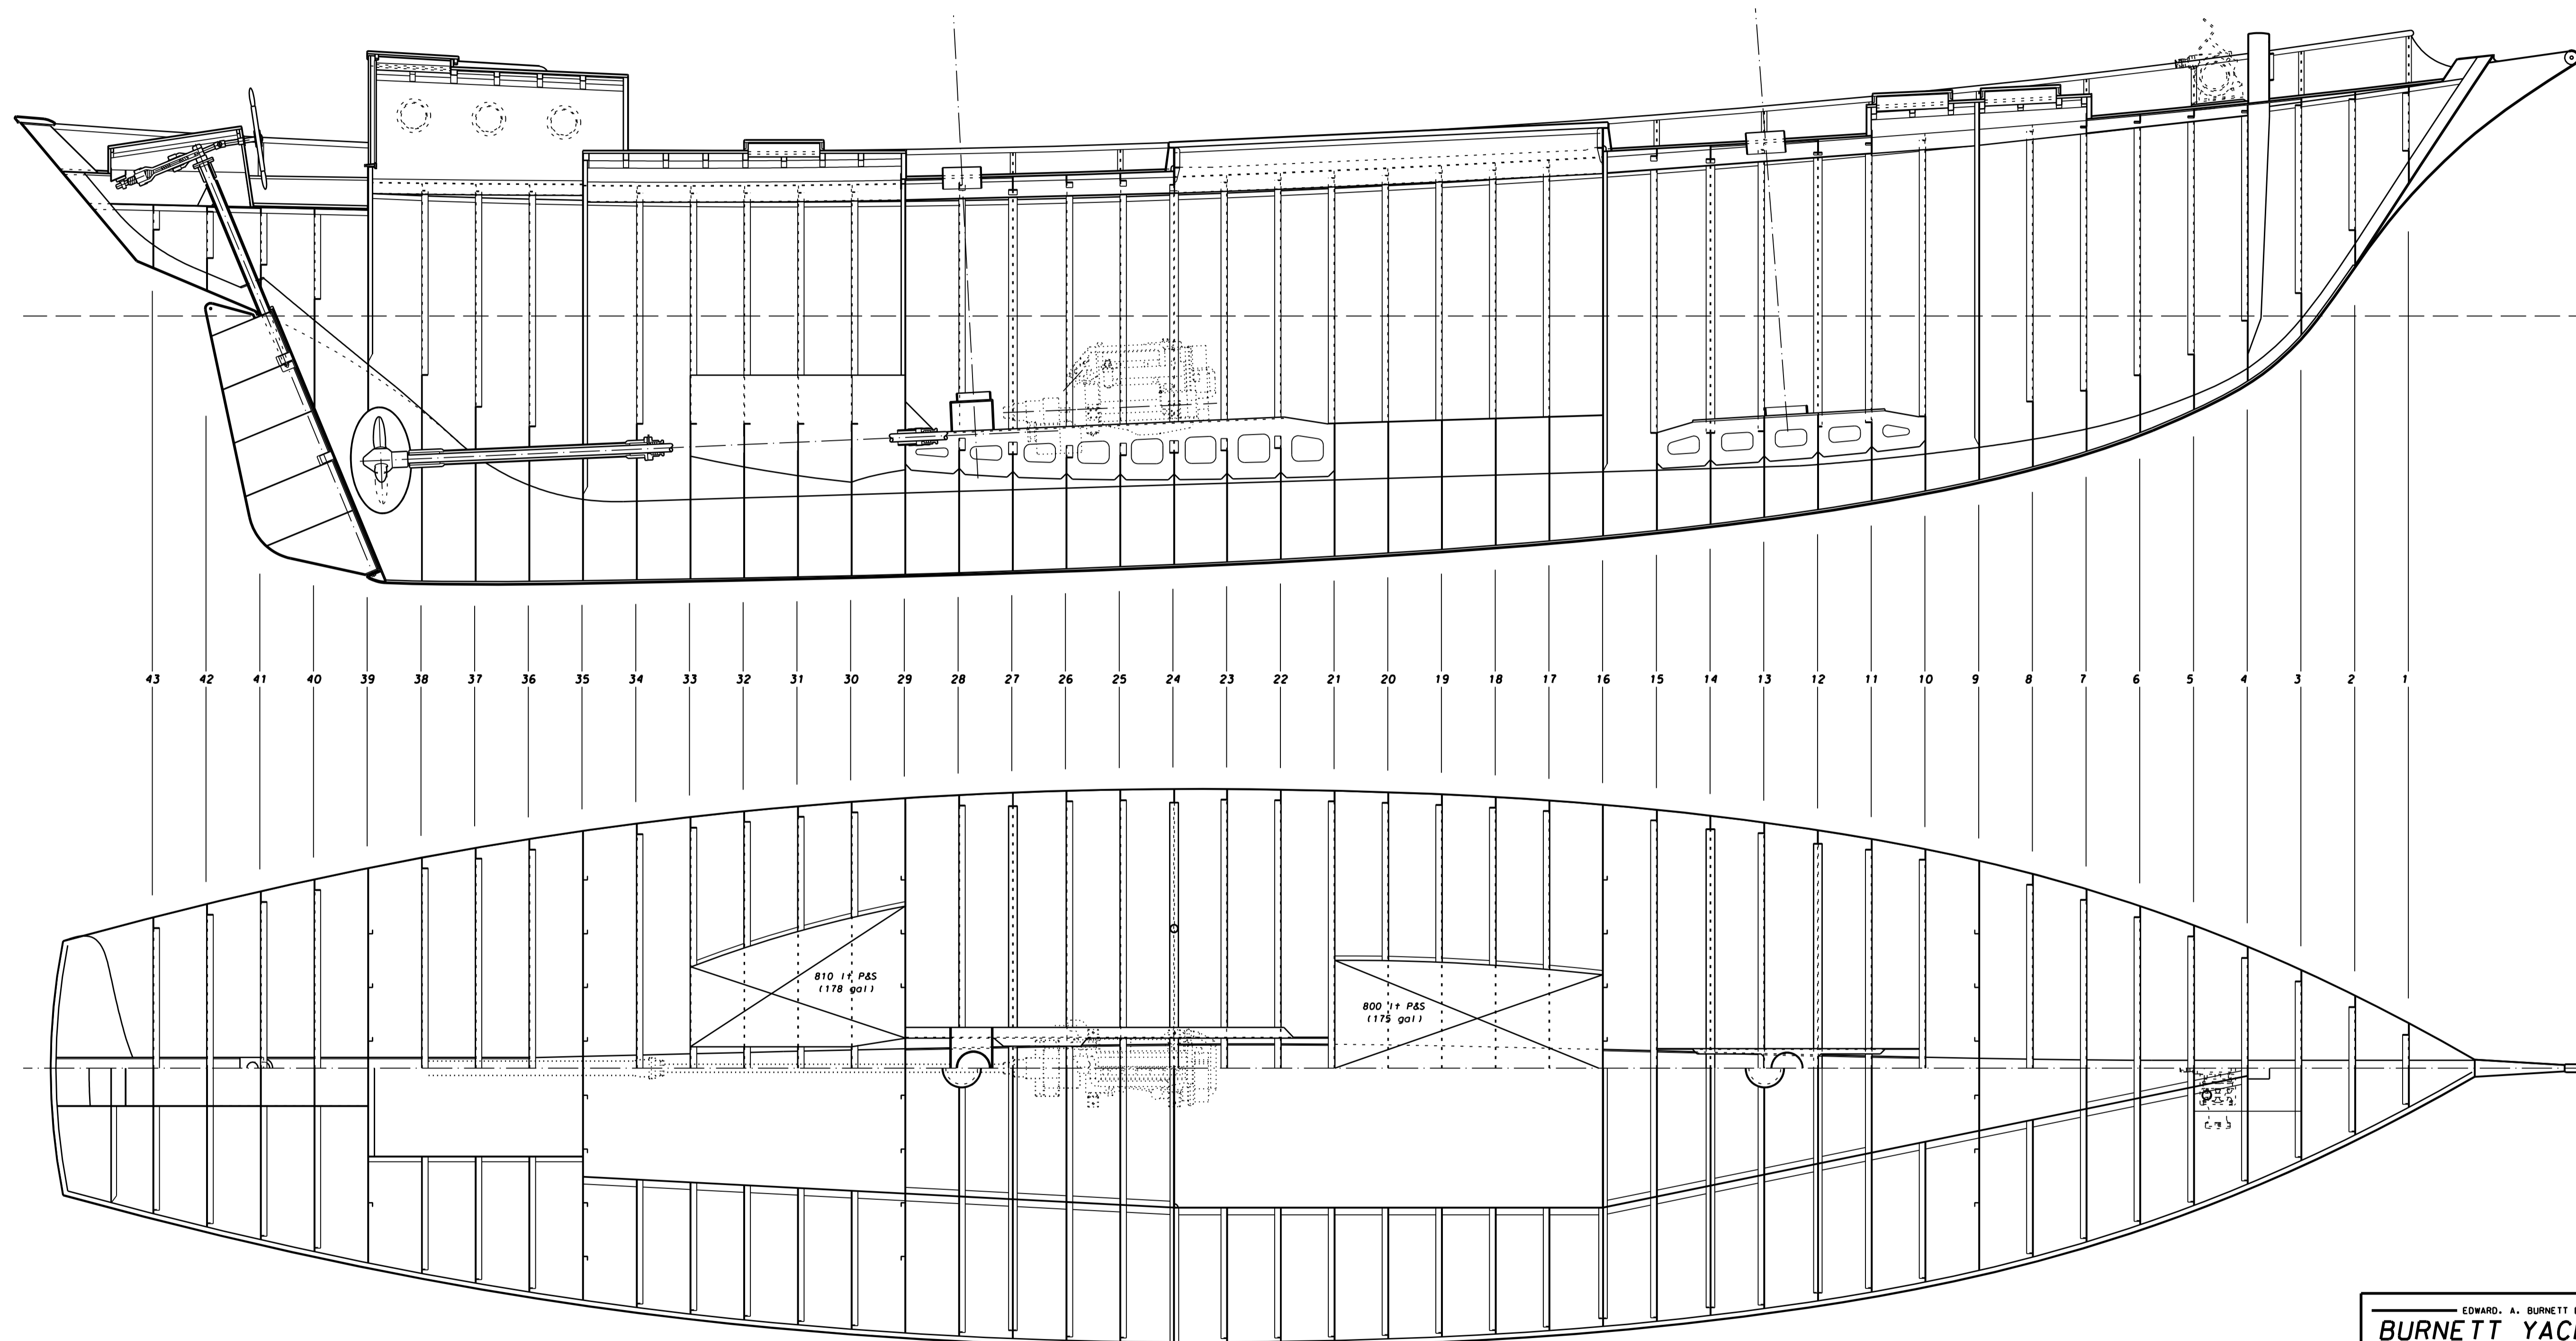 43 42 41 40 39 38 37 36 35 34 33 32 31 30 29 28 27 26 25 24 23 22 21 20 19 18 17 16 15 14 13 12 11 10 9 8 7 6 5 4 3 2 1
810 lt P&S
(178 gal)
800 lt P&S
(175 gal)
EDWARD. A. BURNETT
BURNETT YAC